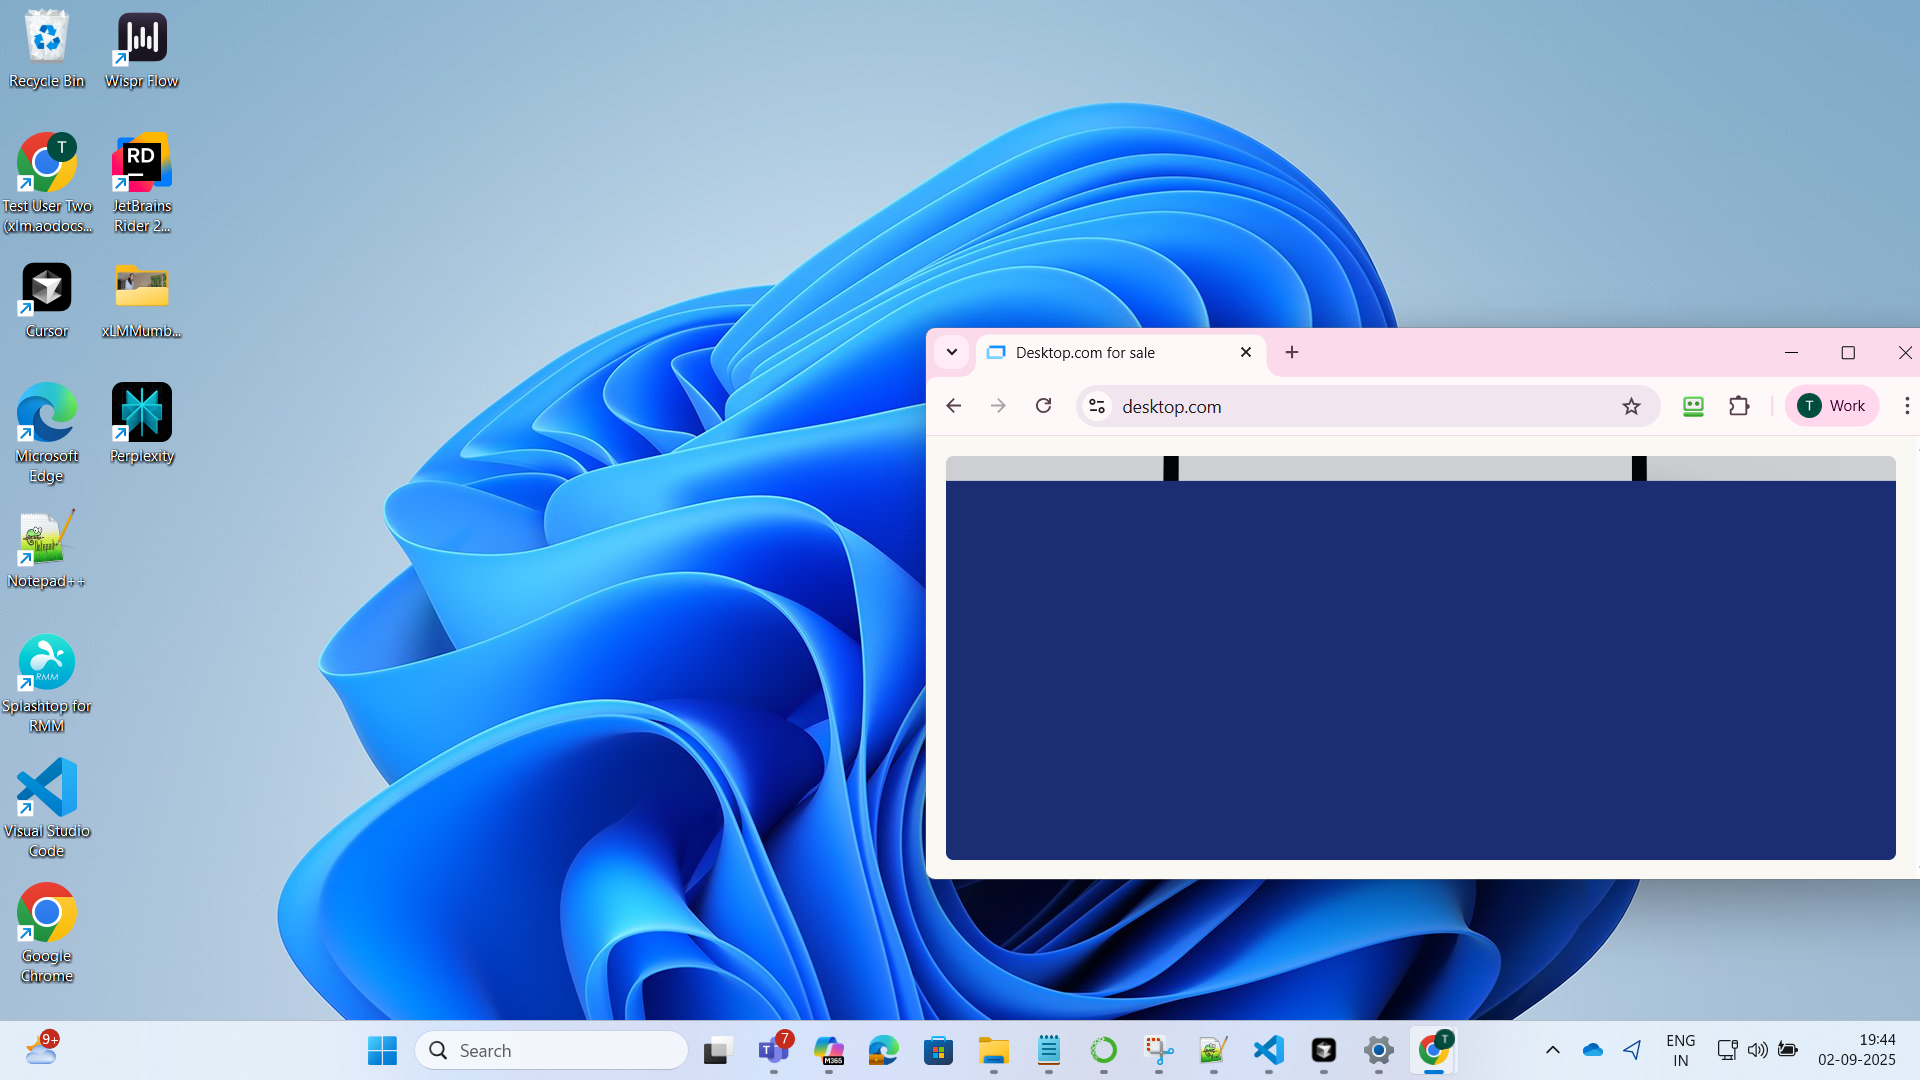 Recycle Bin
Wispr Flow
T
Test User Two
(xlm.aodocs...
RD
JetBrains
Rider 2...
Cursor
xLMMumb...
Microsoft
Edge
Perplexity
Notepad++
RMM
Splashtop for
RMM
Visual Studio
Code
Google
Chrome
Desktop.com for sale
desktop.com
T
Work
9+
Search
7
T
M365
T
ENG
IN
19:44
02-09-2025